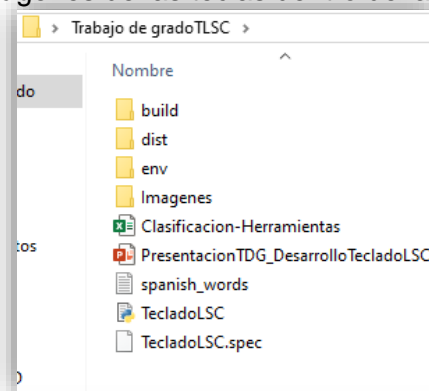 Trabajo de gradoTLSC
Nombre
do
build
dist
env
Imagenes
Clasificacion-Herramientas
tos
PresentacionTDG_DesarrolloTecladoLSC
spanish_words
TecladoLSC
TecladoLSC.spec